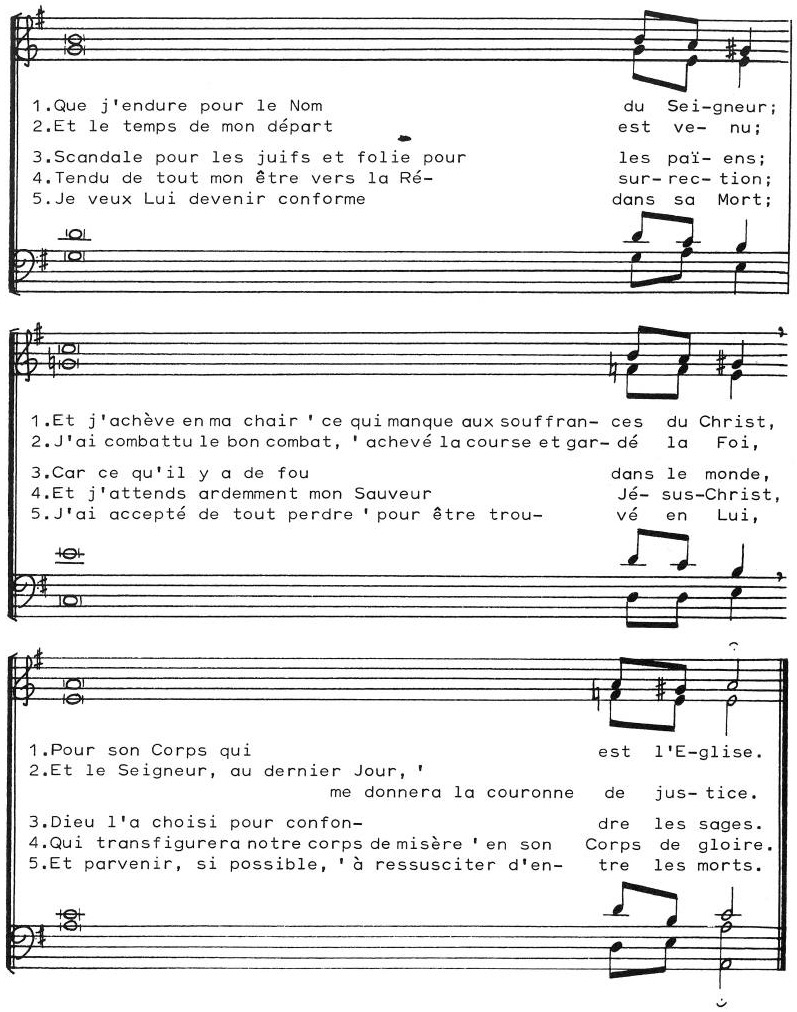 1.Que j'endure pour le Nom du Sei-gneur;
2.Et le temps de mon départ est ve- nu;
3.Scandale pour les juifs et folie pour les paï- ens;
4.Tendu de tout mon être vers la Ré- sur- rec- tion;
5.Je veux Lui devenir conforme dans sa Mort;
1.Et j'achève en ma chair ' ce qui manque aux souffran- ces du Christ,
2.J'ai combattu le bon combat, ' achevé la course et gar- dé la Foi,
3.Car ce qu'il y a de fou dans le monde,
4.Et j'attends ardemment mon Sauveur Jé- sus-Christ,
5.J'ai accepté de tout perdre ' pour être trou- vé en Lui,
1.Pour son Corps qui est l'E-glise.
2.Et le Seigneur, au dernier Jour, '
me donnera la couronne de jus- tice.
3.Dieu l'a choisi pour confon- dre les sages.
4.Qui transfigurera notre corps de misère ' en son Corps de gloire.
5.Et parvenir, si possible, ' à ressusciter d'en- tre les morts.